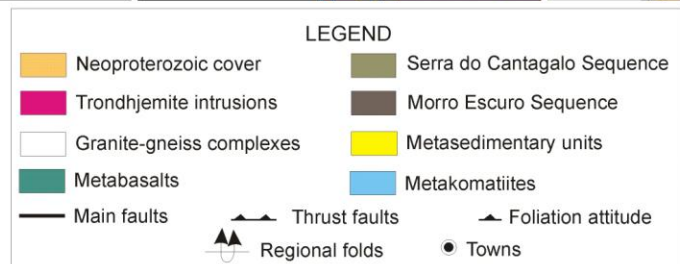 LEGEND
Neoproterozoic cover
Serra do Cantagalo Sequence
Trondhjemite intrusions
Morro Escuro Sequence
Granite-gneiss complexes
Metasedimentary units
Metabasalts
Metakomatiites
Main faults
Thrust faults
Foliation attitude
Regional folds
Towns